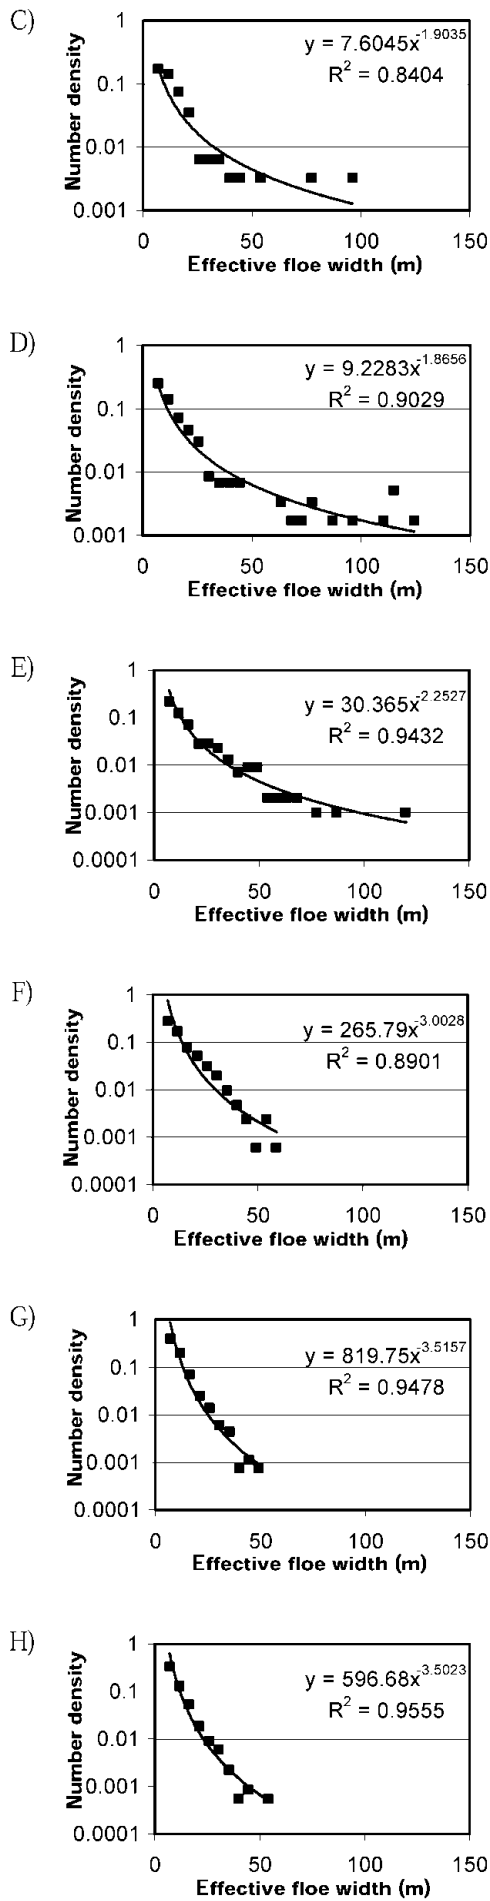 C)
Number density
1
0.1
0.01
0.001
y = 7.6045x^-1.9035
R² = 0.8404
0 50 100 150
Effective floe width (m)
D)
Number density
1
0.1
0.01
0.001
y = 9.2283x^-1.8656
R² = 0.9029
0 50 100 150
Effective floe width (m)
E)
Number density
1
0.1
0.01
0.001
0.0001
y = 30.365x^-2.2527
R² = 0.9432
0 50 100 150
Effective floe width (m)
F)
Number density
1
0.1
0.01
0.001
0.0001
y = 265.79x^-3.0028
R² = 0.8901
0 50 100 150
Effective floe width (m)
G)
Number density
1
0.1
0.01
0.001
0.0001
y = 819.75x^-3.5157
R² = 0.9478
0 50 100 150
Effective floe width (m)
H)
Number density
1
0.1
0.01
0.001
0.0001
y = 596.68x^-3.5023
R² = 0.9555
0 50 100 150
Effective floe width (m)